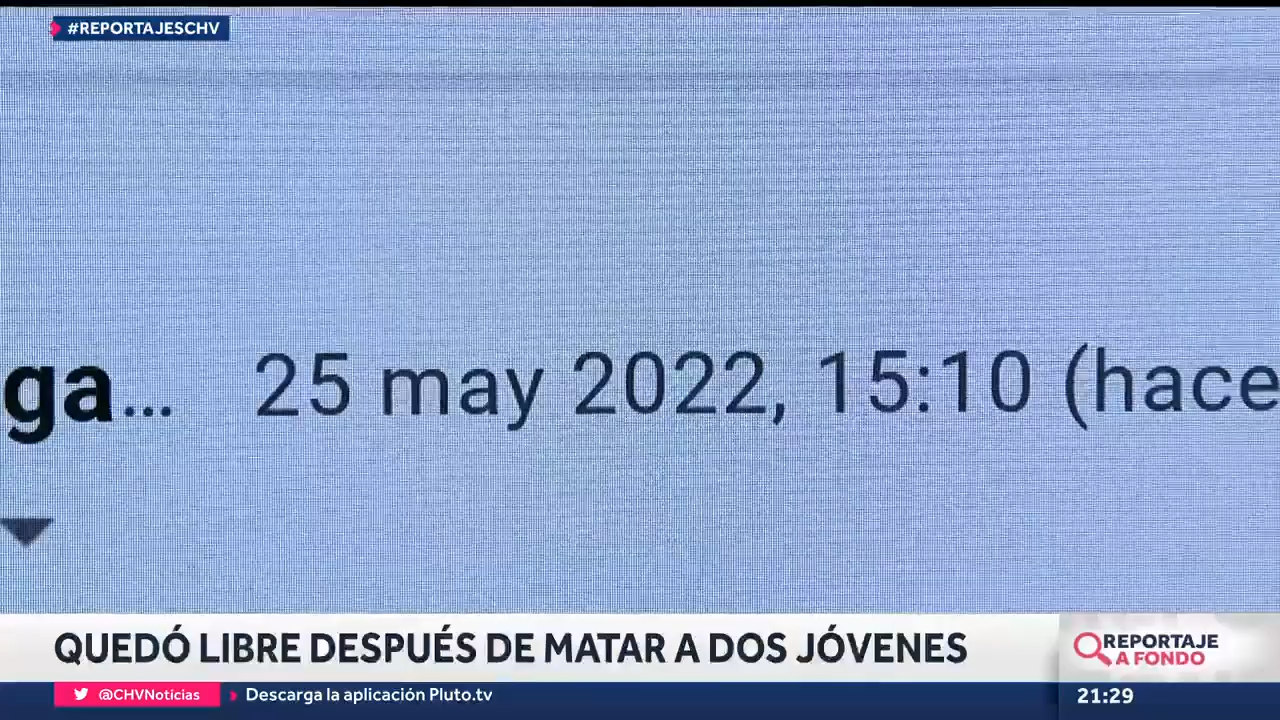 #REPORTAJESCHV
ga... 25 may 2022, 15:10 (hace
QUEDÓ LIBRE DESPUÉS DE MATAR A DOS JÓVENES
REPORTAJE
A FONDO
@CHVNoticias Descarga la aplicación Pluto.tv
21:29